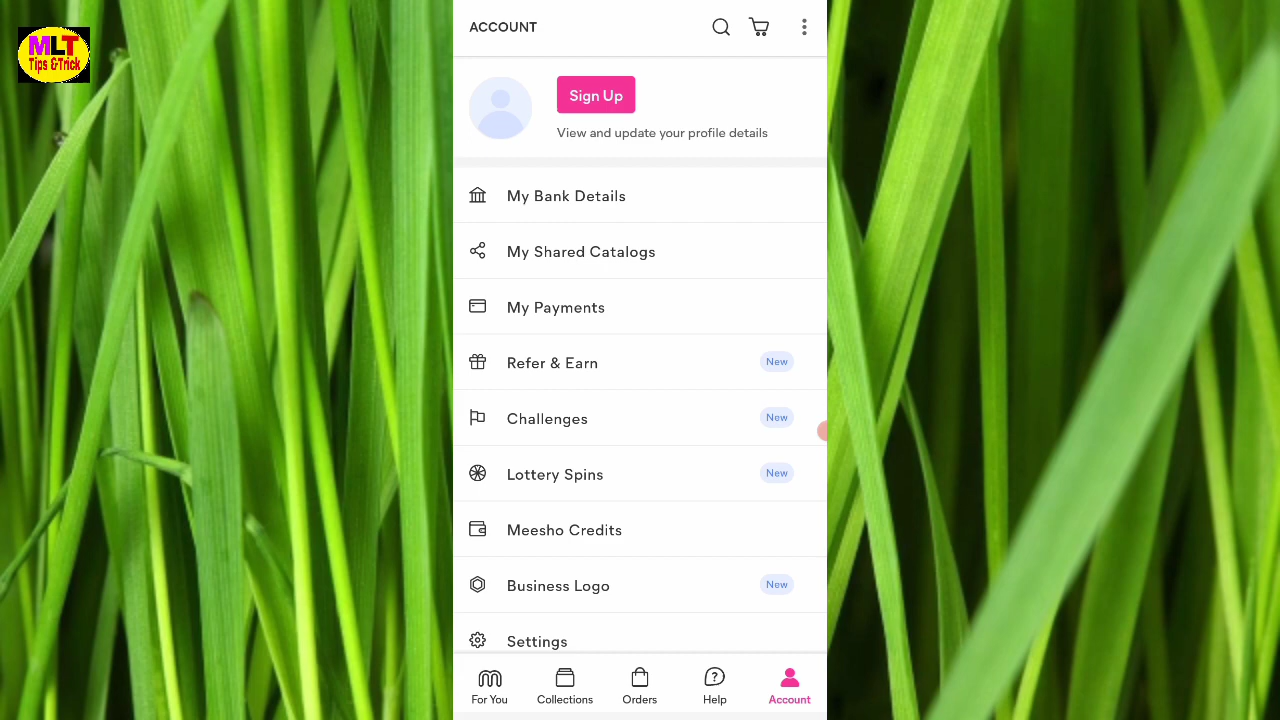 MLT
Tips &Trick
ACCOUNT
Sign Up
View and update your profile details
My Bank Details
My Shared Catalogs
My Payments
Refer & Earn New
Challenges New
Lottery Spins New
Meesho Credits
Business Logo New
Settings
For You Collections Orders Help Account